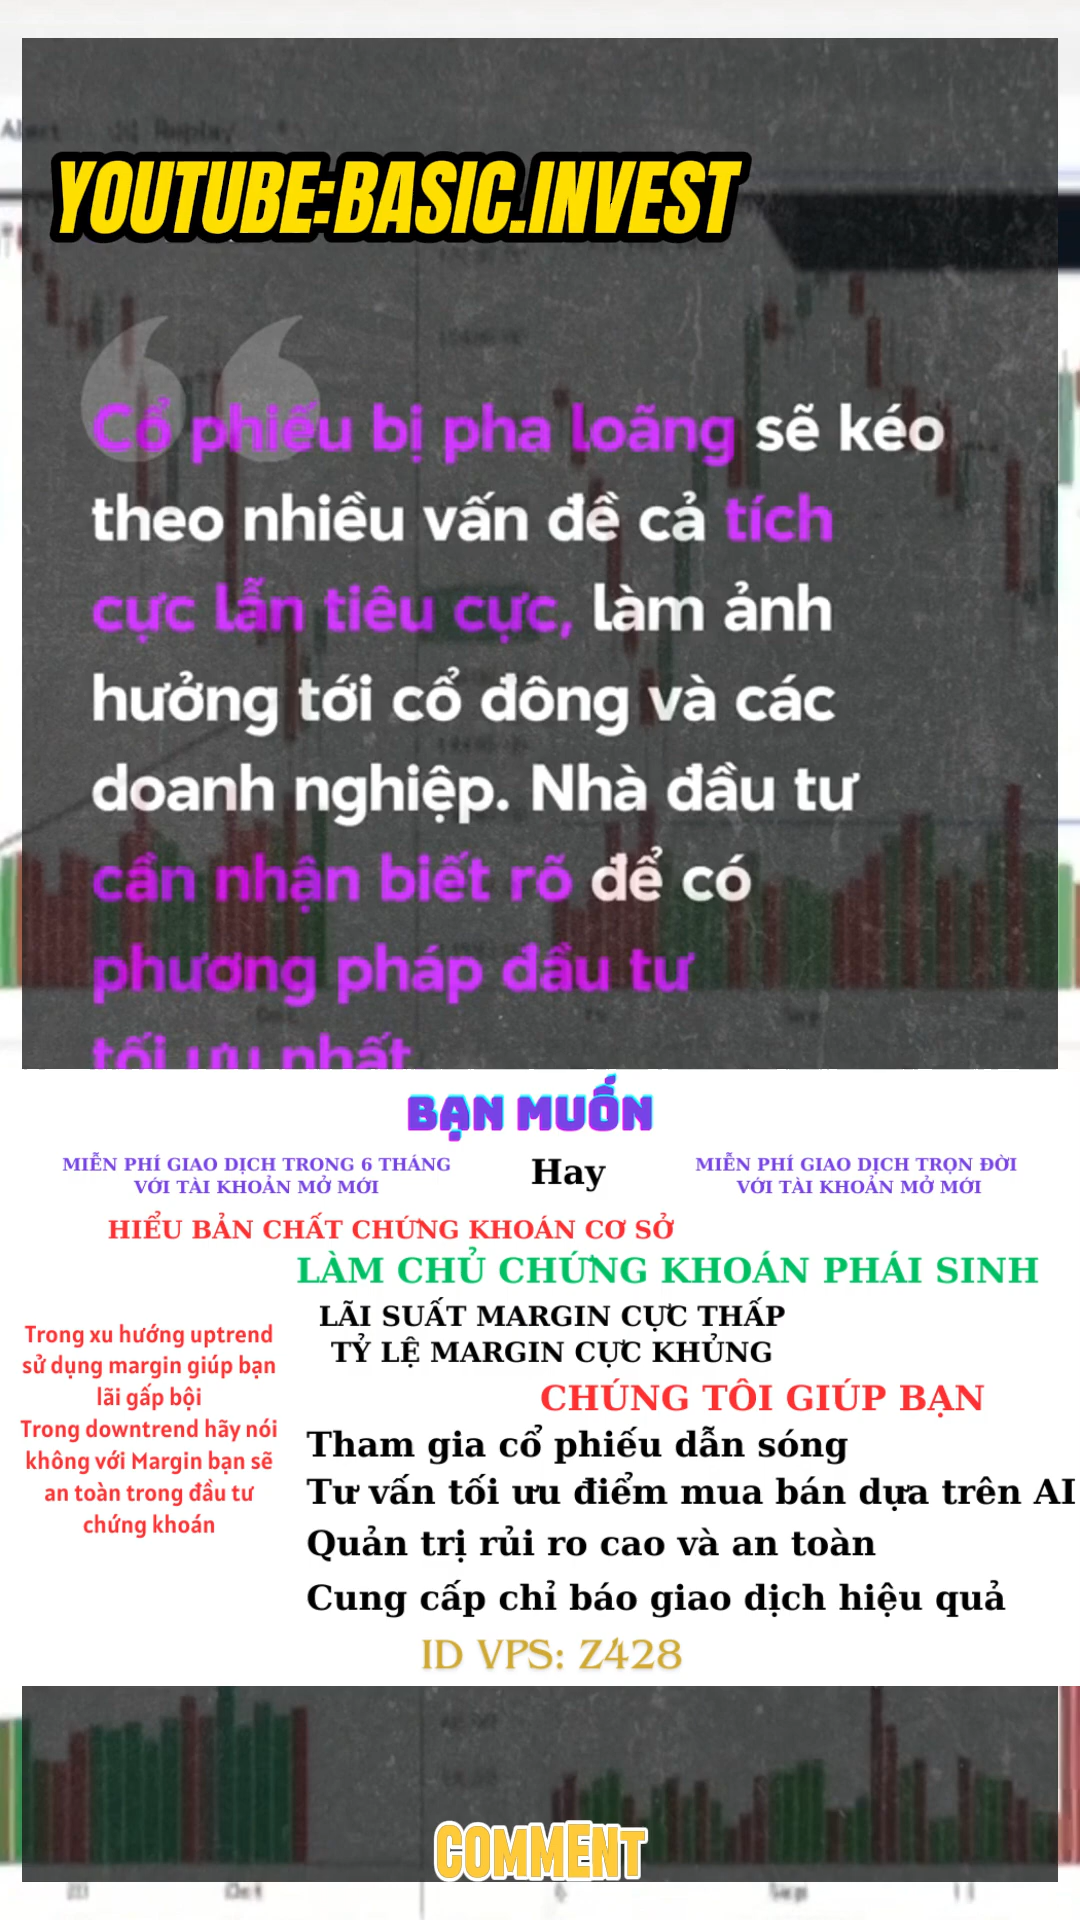 YOUTUBE:BASIC.INVEST
Cổ phiếu bị pha loãng sẽ kéo
theo nhiều vấn đề cả tích
cực lẫn tiêu cực, làm ảnh
hưởng tới cổ đông và các
doanh nghiệp. Nhà đầu tư
cần nhận biết rõ để có
phương pháp đầu tư
tối ưu nhất
BẠN MUỐN
MIỄN PHÍ GIAO DỊCH TRONG 6 THÁNG
VỚI TÀI KHOẢN MỞ MỚI
Hay
MIỄN PHÍ GIAO DỊCH TRỌN ĐỜI
VỚI TÀI KHOẢN MỞ MỚI
HIỂU BẢN CHẤT CHỨNG KHOÁN CƠ SỞ
LÀM CHỦ CHỨNG KHOÁN PHÁI SINH
LÃI SUẤT MARGIN CỰC THẤP
TỶ LỆ MARGIN CỰC KHỦNG
Trong xu hướng uptrend
sử dụng margin giúp bạn
lãi gấp bội
Trong downtrend hãy nói
không với Margin bạn sẽ
an toàn trong đầu tư
chứng khoán
CHÚNG TÔI GIÚP BẠN
Tham gia cổ phiếu dẫn sóng
Tư vấn tối ưu điểm mua bán dựa trên AI
Quản trị rủi ro cao và an toàn
Cung cấp chỉ báo giao dịch hiệu quả
ID VPS: Z428
COMMENT